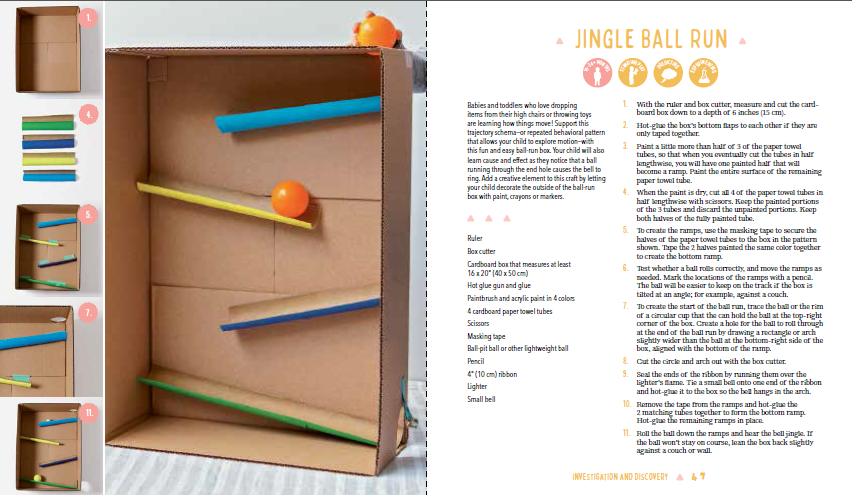 1.
4.
5.
7.
11.
JINGLE BALL RUN
Babies and toddlers who love dropping
items from their high chairs or throwing toys
are learning how things move! Support this
trajectory schema–or repeated behavioral pattern
that allows your child to explore motion–with
this fun and easy ball-run box. Your child will also
learn cause and effect as they notice that a ball
running through the end hole causes the bell to
ring. Add a creative element to this craft by letting
your child decorate the outside of the ball-run
box with paint, crayons or markers.
Ruler
Box cutter
Cardboard box that measures at least
16 x 20" (40 x 50 cm)
Hot glue gun and glue
Paintbrush and acrylic paint in 4 colors
4 cardboard paper towel tubes
Scissors
Masking tape
Ball-pit ball or other lightweight ball
Pencil
4" (10 cm) ribbon
Lighter
Small bell
1. With the ruler and box cutter, measure and cut the card-
board box down to a depth of 6 inches (15 cm).
2. Hot-glue the box's bottom flaps to each other if they are
only taped together.
3. Paint a little more than half of 3 of the paper towel
tubes, so that when you eventually cut the tubes in half
lengthwise, you will have one painted half that will
become a ramp. Paint the entire surface of the remaining
paper towel tube.
4. When the paint is dry, cut all 4 of the paper towel tubes in
half lengthwise with scissors. Keep the painted portions
of the 3 tubes and discard the unpainted portions. Keep
both halves of the fully painted tube.
5. To create the ramps, use the masking tape to secure the
halves of the paper towel tubes to the box in the pattern
shown. Tape the 2 halves painted the same color together
to create the bottom ramp.
6. Test whether a ball rolls correctly, and move the ramps as
needed. Mark the locations of the ramps with a pencil.
The ball will be easier to keep on the track if the box is
tilted at an angle; for example, against a couch.
7. To create the start of the ball run, trace the ball or the rim
of a circular cup that the can hold the ball at the top-right
corner of the box. Create a hole for the ball to roll through
at the end of the ball run by drawing a rectangle or arch
slightly wider than the ball at the bottom-right side of the
box, aligned with the bottom of the ramp.
8. Cut the circle and arch out with the box cutter.
9. Seal the ends of the ribbon by running them over the
lighter's flame. Tie a small bell onto one end of the ribbon
and hot-glue it to the box so the bell hangs in the arch.
10. Remove the tape from the ramps and hot-glue the
2 matching tubes together to form the bottom ramp.
Hot-glue the remaining ramps in place.
11. Roll the ball down the ramps and hear the bell jingle. If
the ball won't stay on course, lean the box back slightly
against a couch or wall.
INVESTIGATION AND DISCOVERY 47